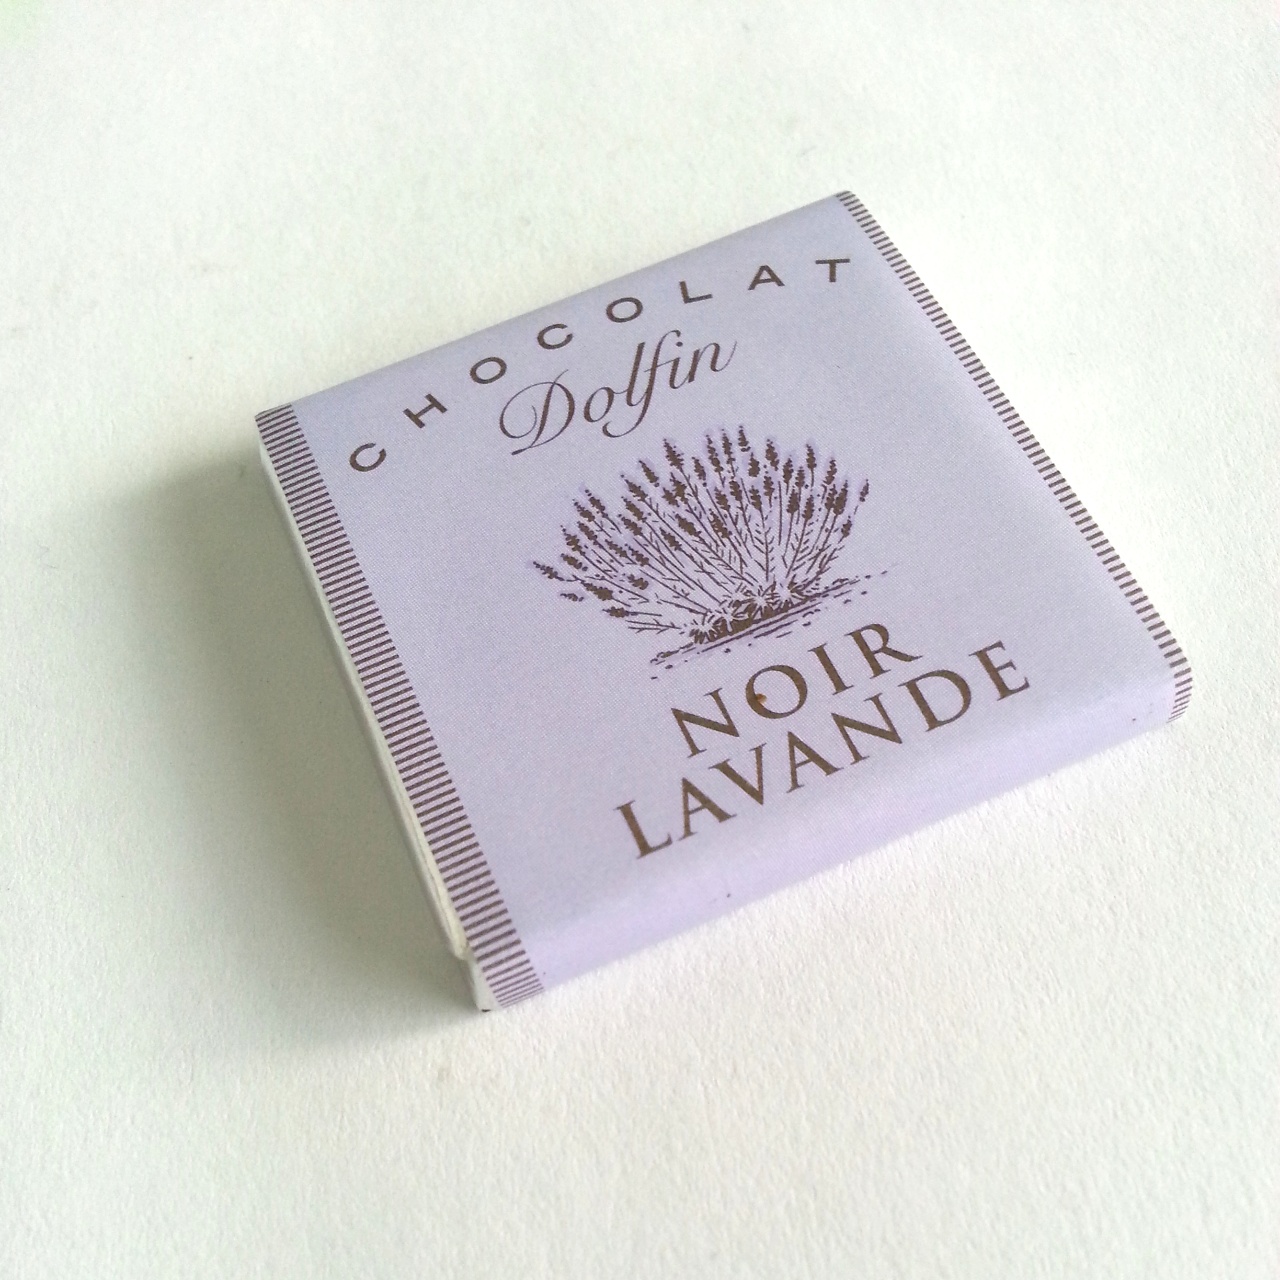 CHOCOLAT
Dolfin
NOIR
LAVANDE